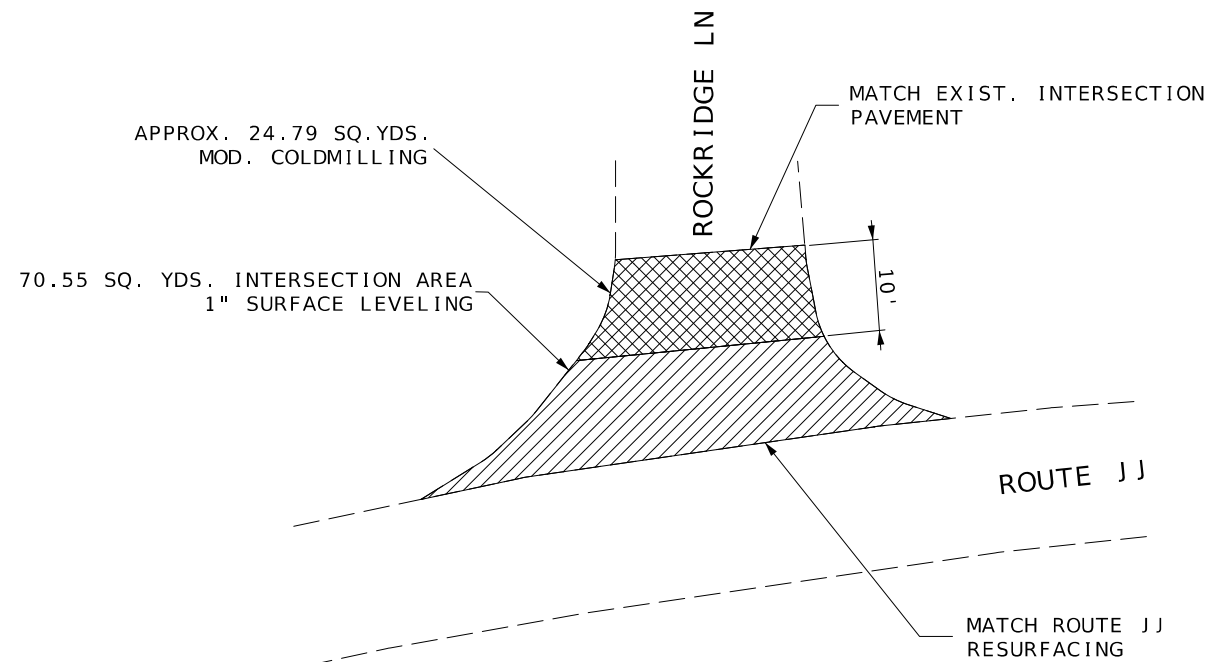 ROCKRIDGE LN
MATCH EXIST. INTERSECTION
PAVEMENT
APPROX. 24.79 SQ.YDS.
MOD. COLDMILLING
70.55 SQ. YDS. INTERSECTION AREA
1" SURFACE LEVELING
10'
ROUTE JJ
MATCH ROUTE JJ
RESURFACING